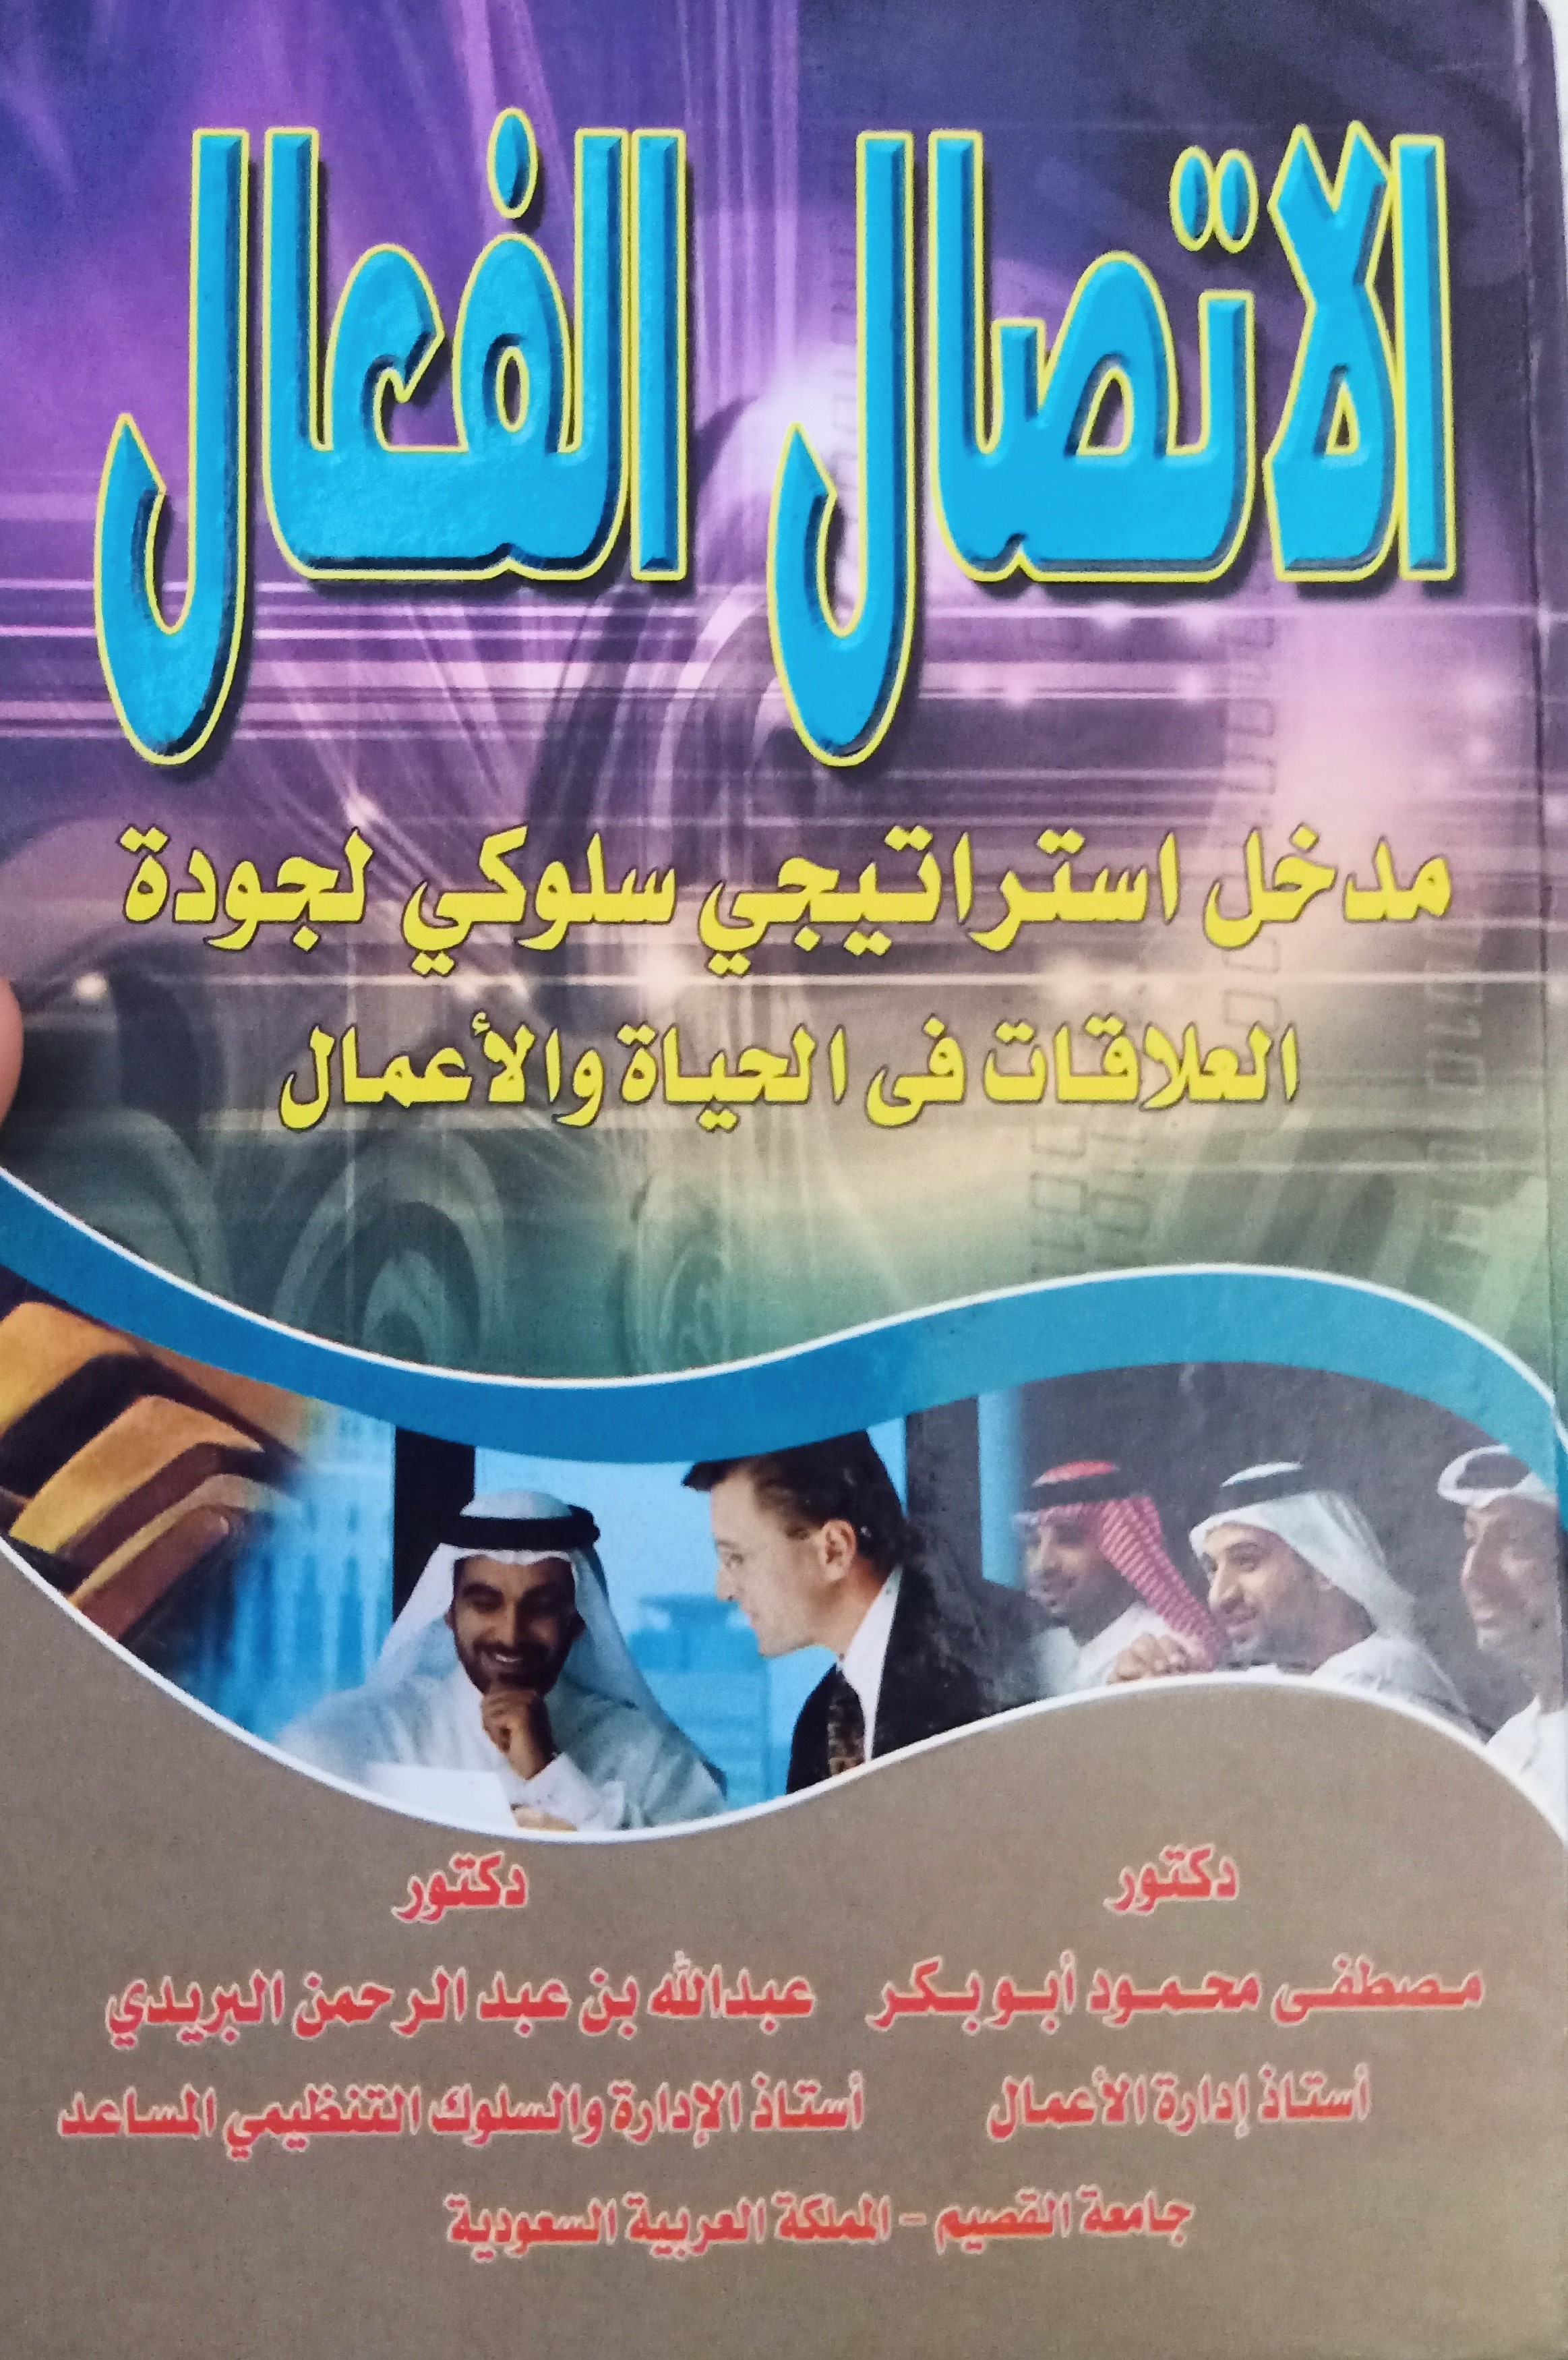 الاتصال الفعال
مدخل استراتيجي سلوكي لجودة
العلاقات فى الحياة والأعمال
دكتور
مصطفى محمود أبو بكر
أستاذ إدارة الأعمال
دكتور
عبدالله بن عبد الرحمن البريدي
أستاذ الإدارة والسلوك التنظيمي المساعد
جامعة القصيم - المملكة العربية السعودية